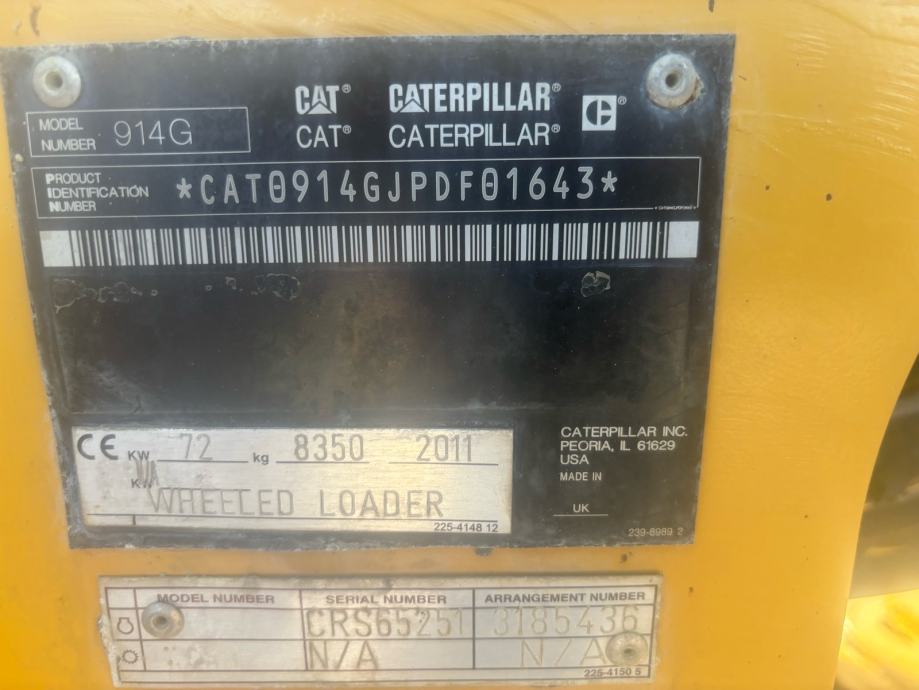 CAT® CATERPILLAR®
CAT® CATERPILLAR® C®
MODEL NUMBER 914G
PRODUCT IDENTIFICATION NUMBER *CAT0914GJPDF01643*
CE KW 72 kg 8350 2011
KW
WHEELED LOADER
225-4148 12
CATERPILLAR INC.
PEORIA, IL 61629
USA
MADE IN
UK
239-8989 2
MODEL NUMBER SERIAL NUMBER ARRANGEMENT NUMBER
CRS65251 3185436
N/A N/A
225-4150 5